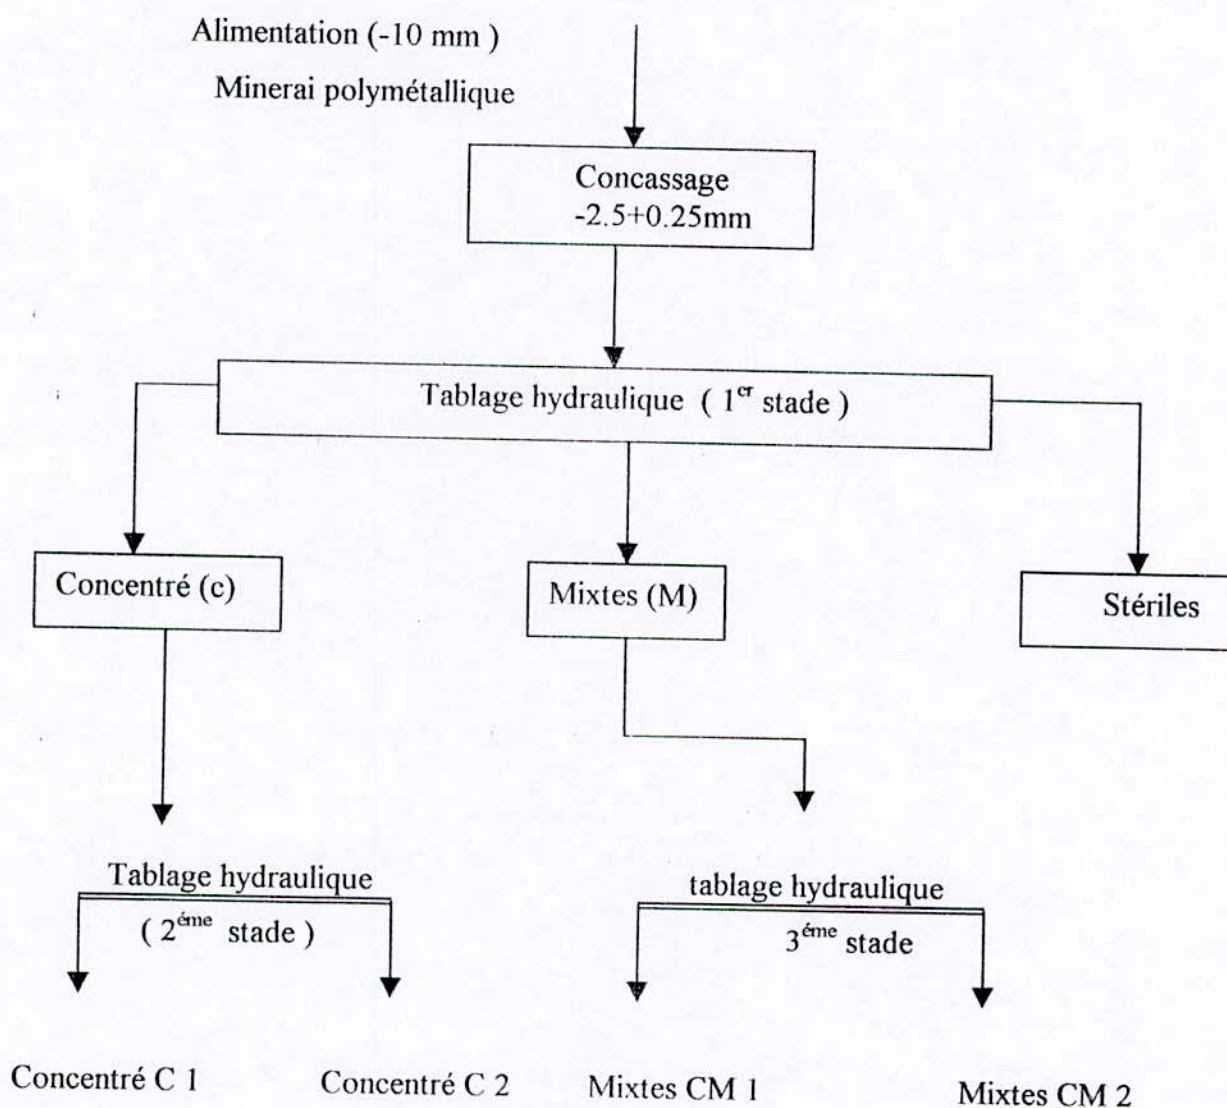 Alimentation (-10 mm )
Minerai polymétallique
Concassage
-2.5+0.25mm
Tablage hydraulique ( 1er stade )
Concentré (c)
Mixtes (M)
Stériles
Tablage hydraulique
( 2éme stade )
tablage hydraulique
3éme stade
Concentré C 1
Concentré C 2
Mixtes CM 1
Mixtes CM 2